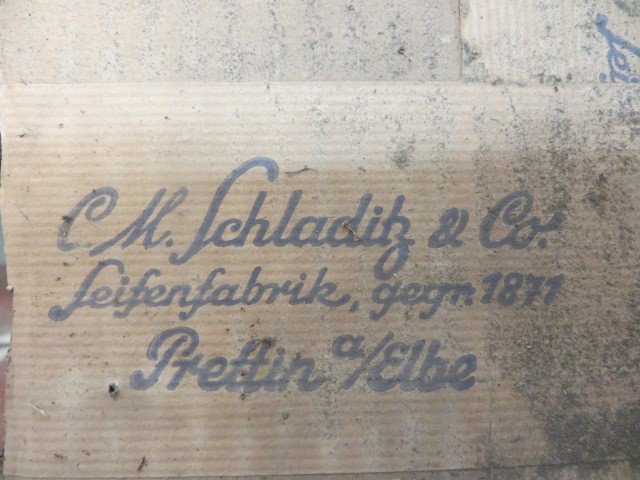 C.M. Schladitz & Co.
Seifenfabrik, gegr. 1871
Prettin a/Elbe